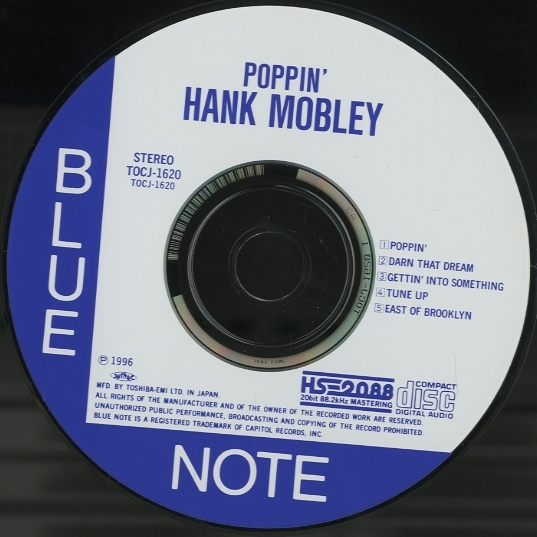 POPPIN'
HANK MOBLEY
STEREO
TOCJ-1620
TOCJ-1620
BLUE
1 POPPIN'
2 DARN THAT DREAM
3 GETTIN' INTO SOMETHING
4 TUNE UP
5 EAST OF BROOKLYN
Ⓟ 1996
MFD. BY TOSHIBA-EMI LTD. IN JAPAN.
ALL RIGHTS OF THE MANUFACTURER AND OF THE OWNER OF THE RECORDED WORK ARE RESERVED.
UNAUTHORIZED PUBLIC PERFORMANCE, BROADCASTING AND COPYING OF THE RECORD PROHIBITED.
BLUE NOTE IS A REGISTERED TRADEMARK OF CAPITOL RECORDS, INC.
HS-2088
20bit 88.2kHz MASTERING
COMPACT
disc
DIGITAL AUDIO
NOTE